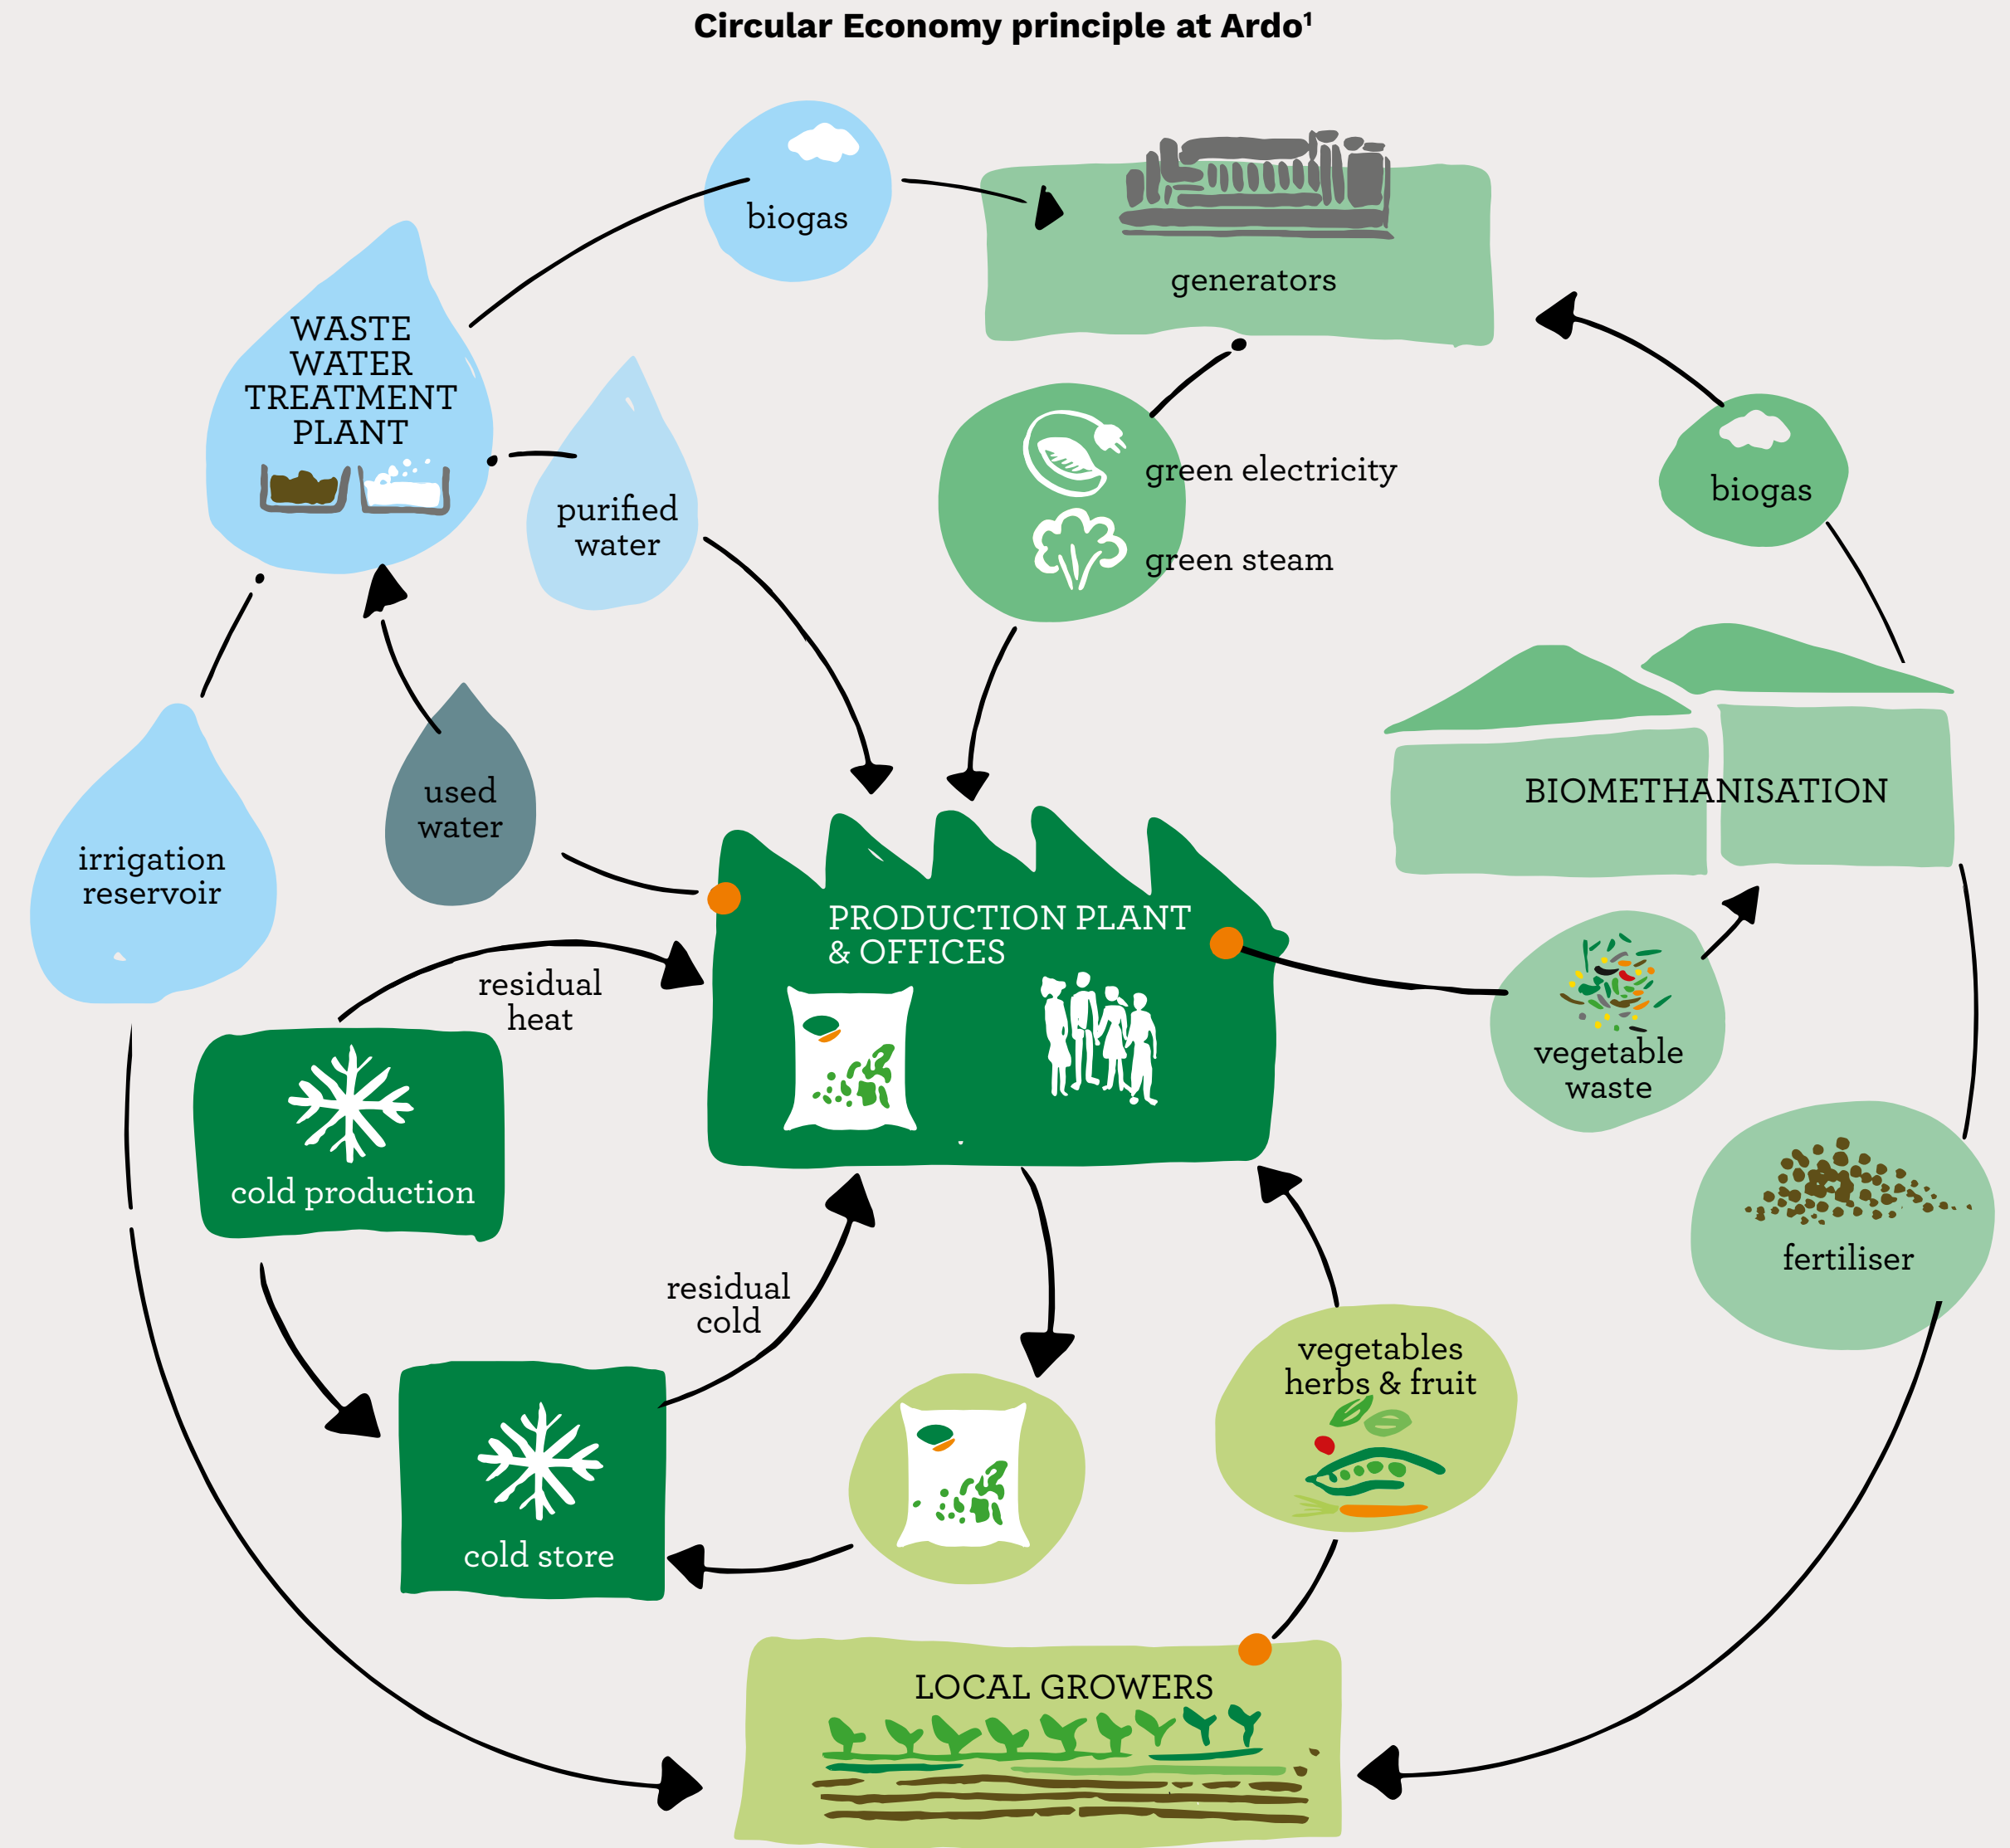 Circular Economy principle at Ardo¹
biogas
generators
WASTE
WATER
TREATMENT
PLANT
purified
water
green electricity
green steam
biogas
used
water
irrigation
reservoir
BIOMETHANISATION
PRODUCTION PLANT
& OFFICES
residual
heat
vegetable
waste
cold production
fertiliser
residual
cold
vegetables
herbs & fruit
cold store
LOCAL GROWERS